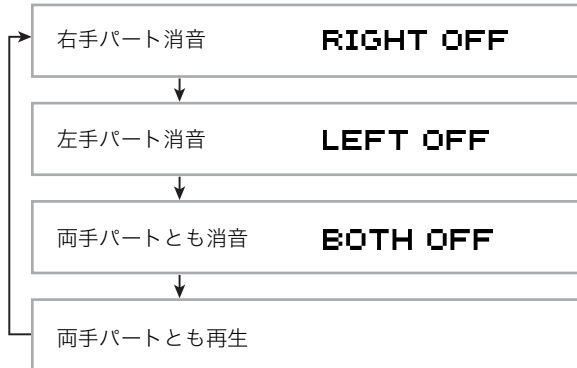 右手パート消音 RIGHT OFF
左手パート消音 LEFT OFF
両手パートとも消音 BOTH OFF
両手パートとも再生